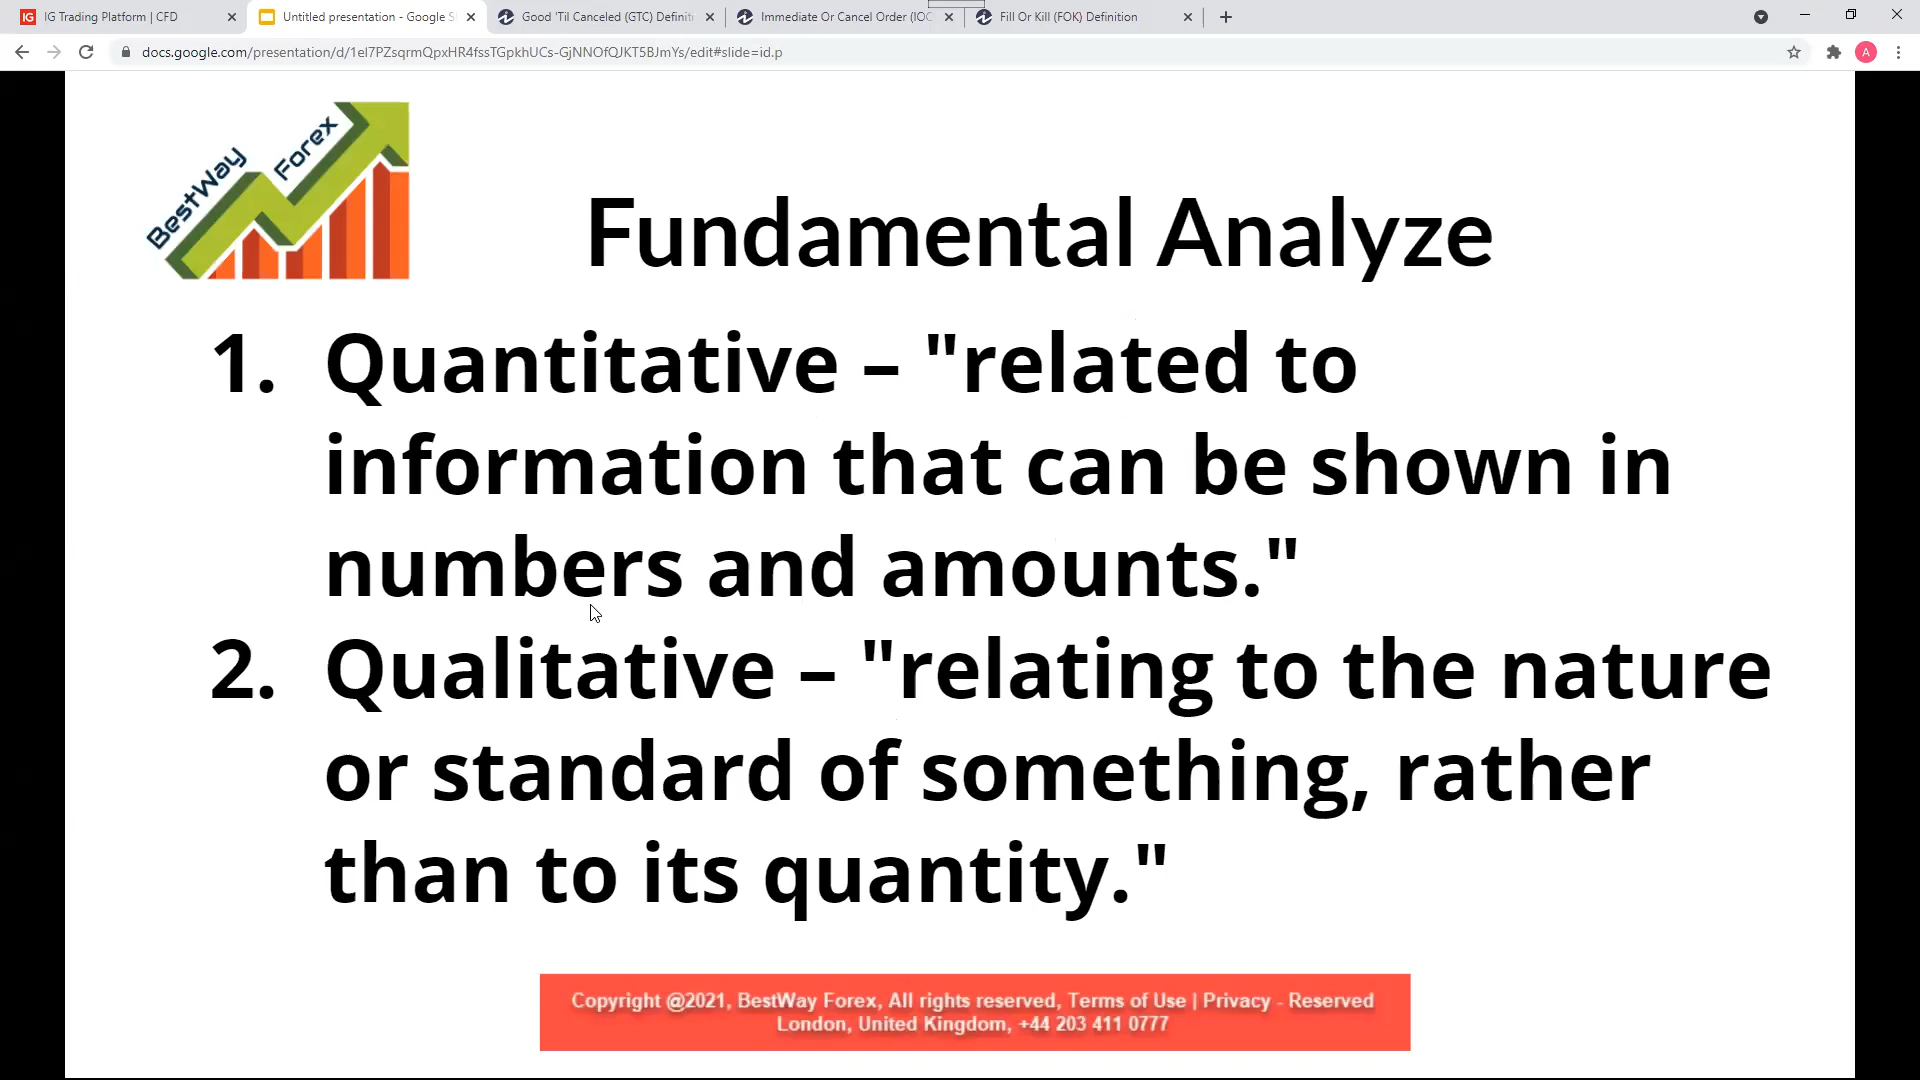 IG Trading Platform | CFD
Untitled presentation - Google S
Good 'Til Canceled (GTC) Definit
Immediate Or Cancel Order (IOC
Fill Or Kill (FOK) Definition
docs.google.com/presentation/d/1el7PZsqrmQpxHR4fssTGpkhUCs-GjNNOfQJKT5BJmYs/edit#slide=id.p
A
BestWay Forex
Fundamental Analyze
1. Quantitative – "related to
information that can be shown in
numbers and amounts."
2. Qualitative – "relating to the nature
or standard of something, rather
than to its quantity."
Copyright @2021, BestWay Forex, All rights reserved, Terms of Use | Privacy - Reserved
London, United Kingdom, +44 203 411 0777